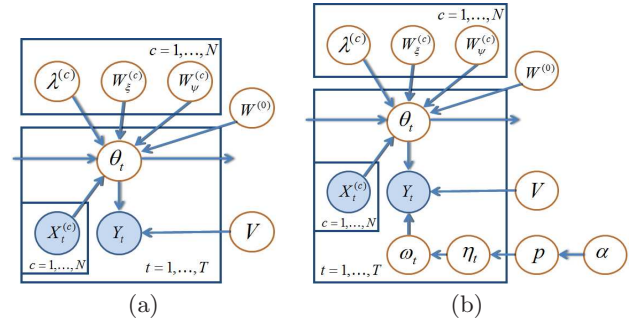 c = 1,…,N
λ^(c) W_ξ^(c) W_ψ^(c)
W^(0)
θ_t
X_t^(c) Y_t V
c = 1,…,N
t = 1,…,T
(a)
c = 1,…,N
λ^(c) W_ξ^(c) W_ψ^(c)
W^(0)
θ_t
X_t^(c) Y_t V
c = 1,…,N
ω_t η_t p α
t = 1,…,T
(b)